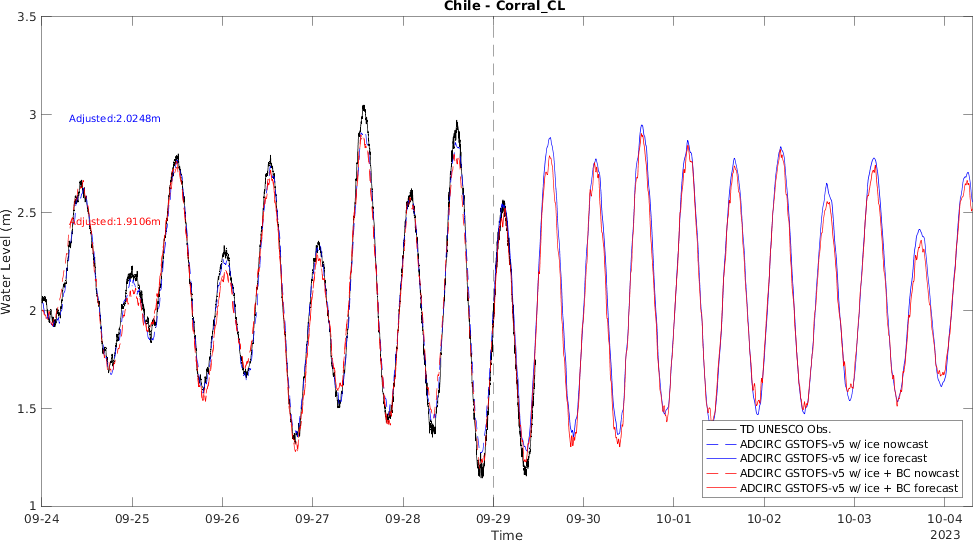 Chile - Corral_CL
3.5
3
2.5
2
1.5
1
Water Level (m)
Adjusted:2.0248m
Adjusted:1.9106m
TD UNESCO Obs.
ADCIRC GSTOFS-v5 w/ ice nowcast
ADCIRC GSTOFS-v5 w/ ice forecast
ADCIRC GSTOFS-v5 w/ ice + BC nowcast
ADCIRC GSTOFS-v5 w/ ice + BC forecast
09-24 09-25 09-26 09-27 09-28 09-29 09-30 10-01 10-02 10-03 10-04
Time
2023